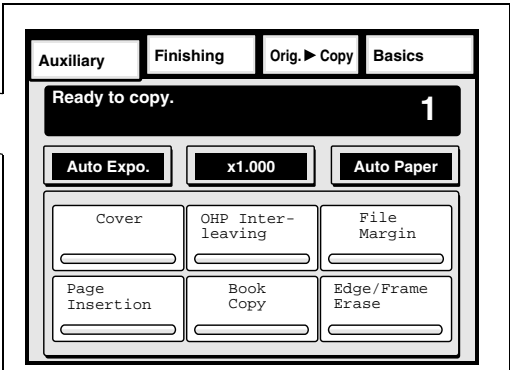 Auxiliary
Finishing
Orig.▶ Copy
Basics
Ready to copy.
1
Auto Expo.
x1.000
Auto Paper
Cover
OHP Inter-
leaving
File
Margin
Page
Insertion
Book
Copy
Edge/Frame
Erase